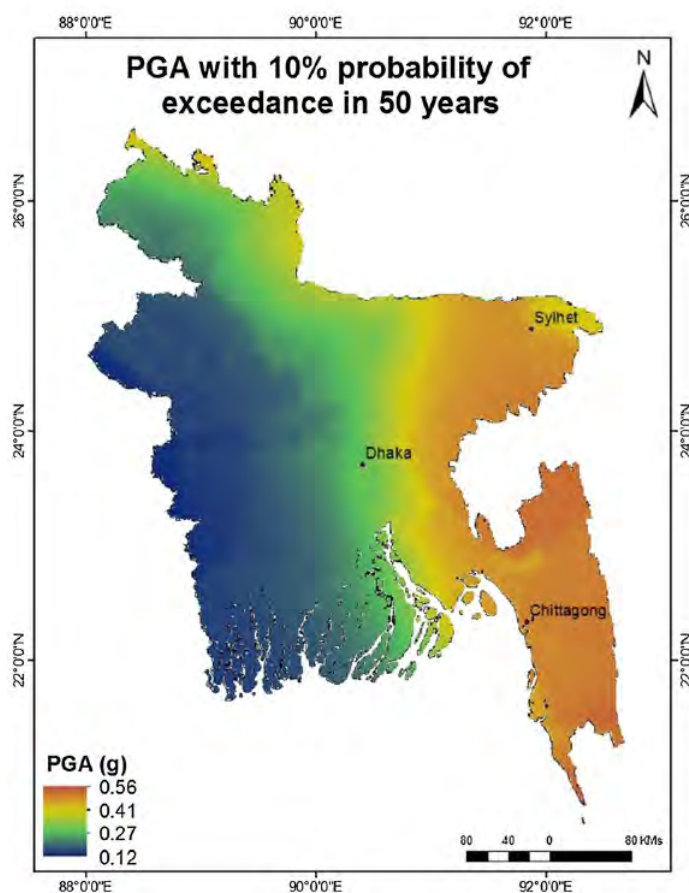 88°0'0"E 90°0'0"E 92°0'0"E
PGA with 10% probability of
exceedance in 50 years
N
26°0'0"N 26°0'0"N
Sylhet
24°0'0"N 24°0'0"N
Dhaka
Chittagong
22°0'0"N 22°0'0"N
PGA (g)
0.56
0.41
0.27
0.12
80 40 0 80 KMs
88°0'0"E 90°0'0"E 92°0'0"E